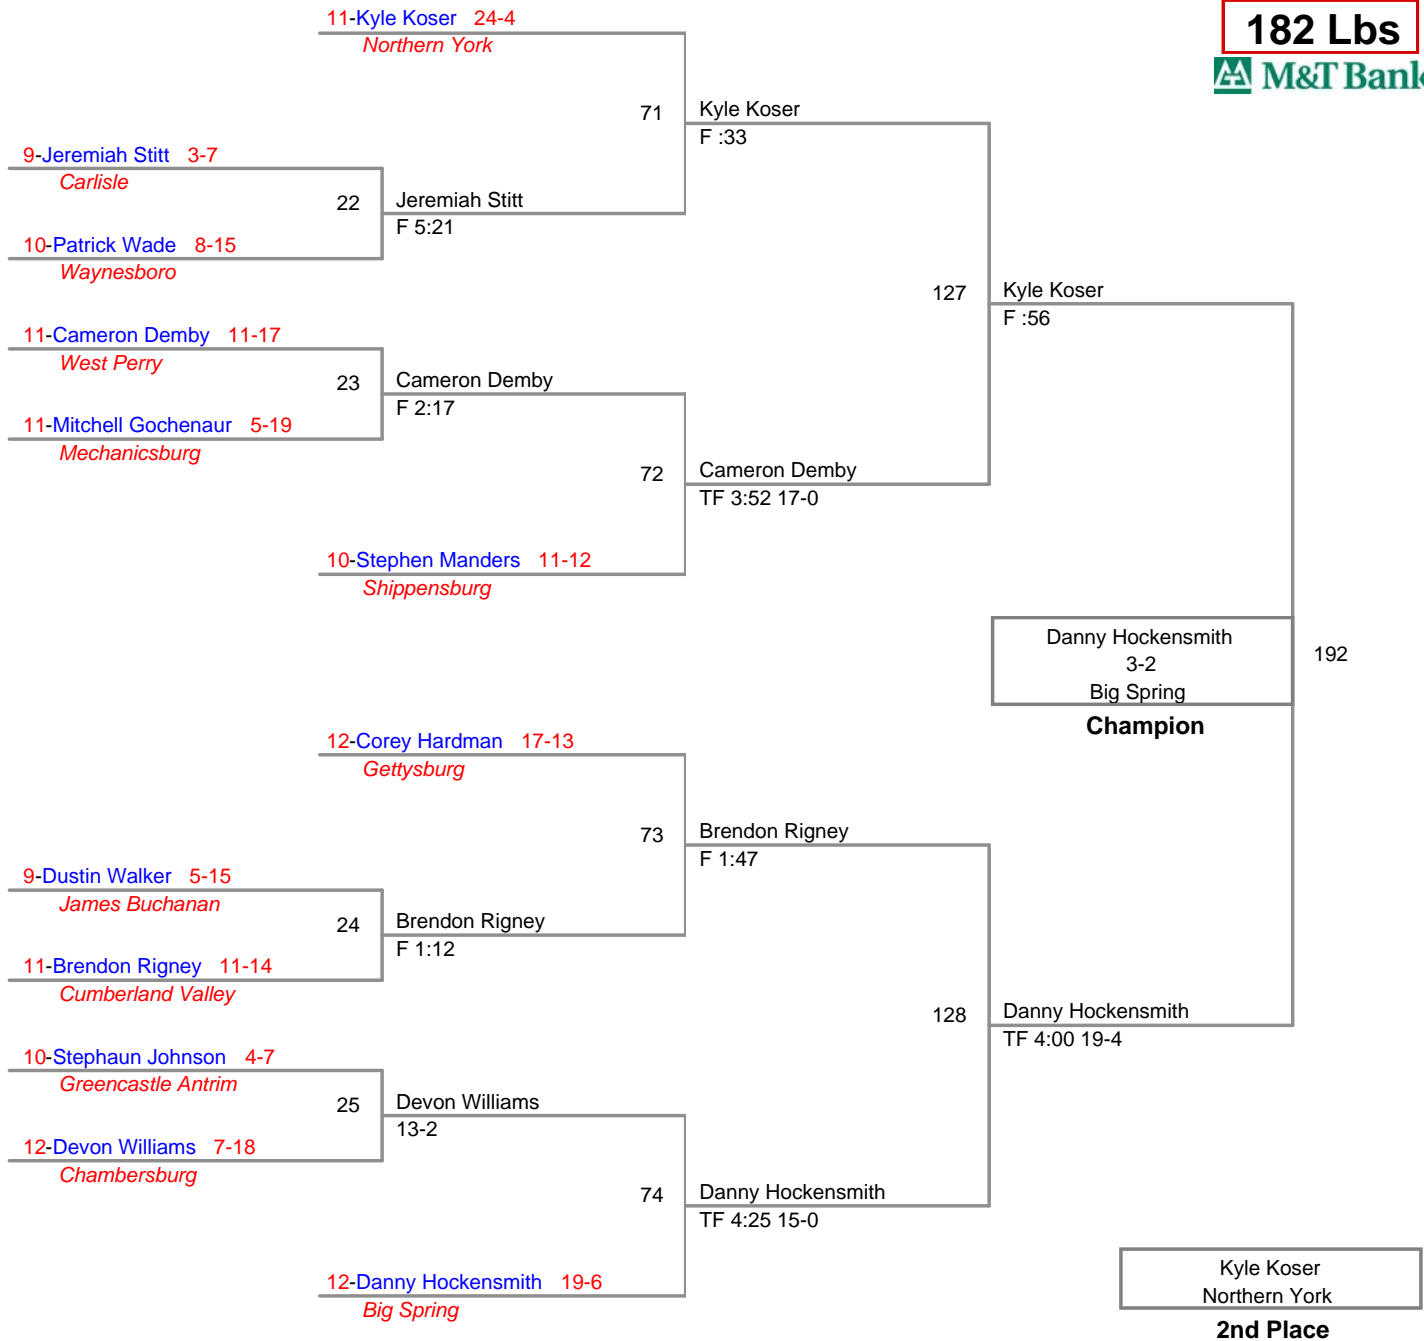 11-Kyle Koser 24-4
Northern York
182 Lbs
M&T Bank
71
Kyle Koser
F :33
9-Jeremiah Stitt 3-7
Carlisle
22
Jeremiah Stitt
F 5:21
10-Patrick Wade 8-15
Waynesboro
127
Kyle Koser
F :56
11-Cameron Demby 11-17
West Perry
23
Cameron Demby
F 2:17
11-Mitchell Gochenaur 5-19
Mechanicsburg
72
Cameron Demby
TF 3:52 17-0
10-Stephen Manders 11-12
Shippensburg
Danny Hockensmith
3-2
Big Spring
Champion
192
12-Corey Hardman 17-13
Gettysburg
73
Brendon Rigney
F 1:47
9-Dustin Walker 5-15
James Buchanan
24
Brendon Rigney
F 1:12
11-Brendon Rigney 11-14
Cumberland Valley
128
Danny Hockensmith
TF 4:00 19-4
10-Stephaun Johnson 4-7
Greencastle Antrim
25
Devon Williams
13-2
12-Devon Williams 7-18
Chambersburg
74
Danny Hockensmith
TF 4:25 15-0
12-Danny Hockensmith 19-6
Big Spring
Kyle Koser
Northern York
2nd Place